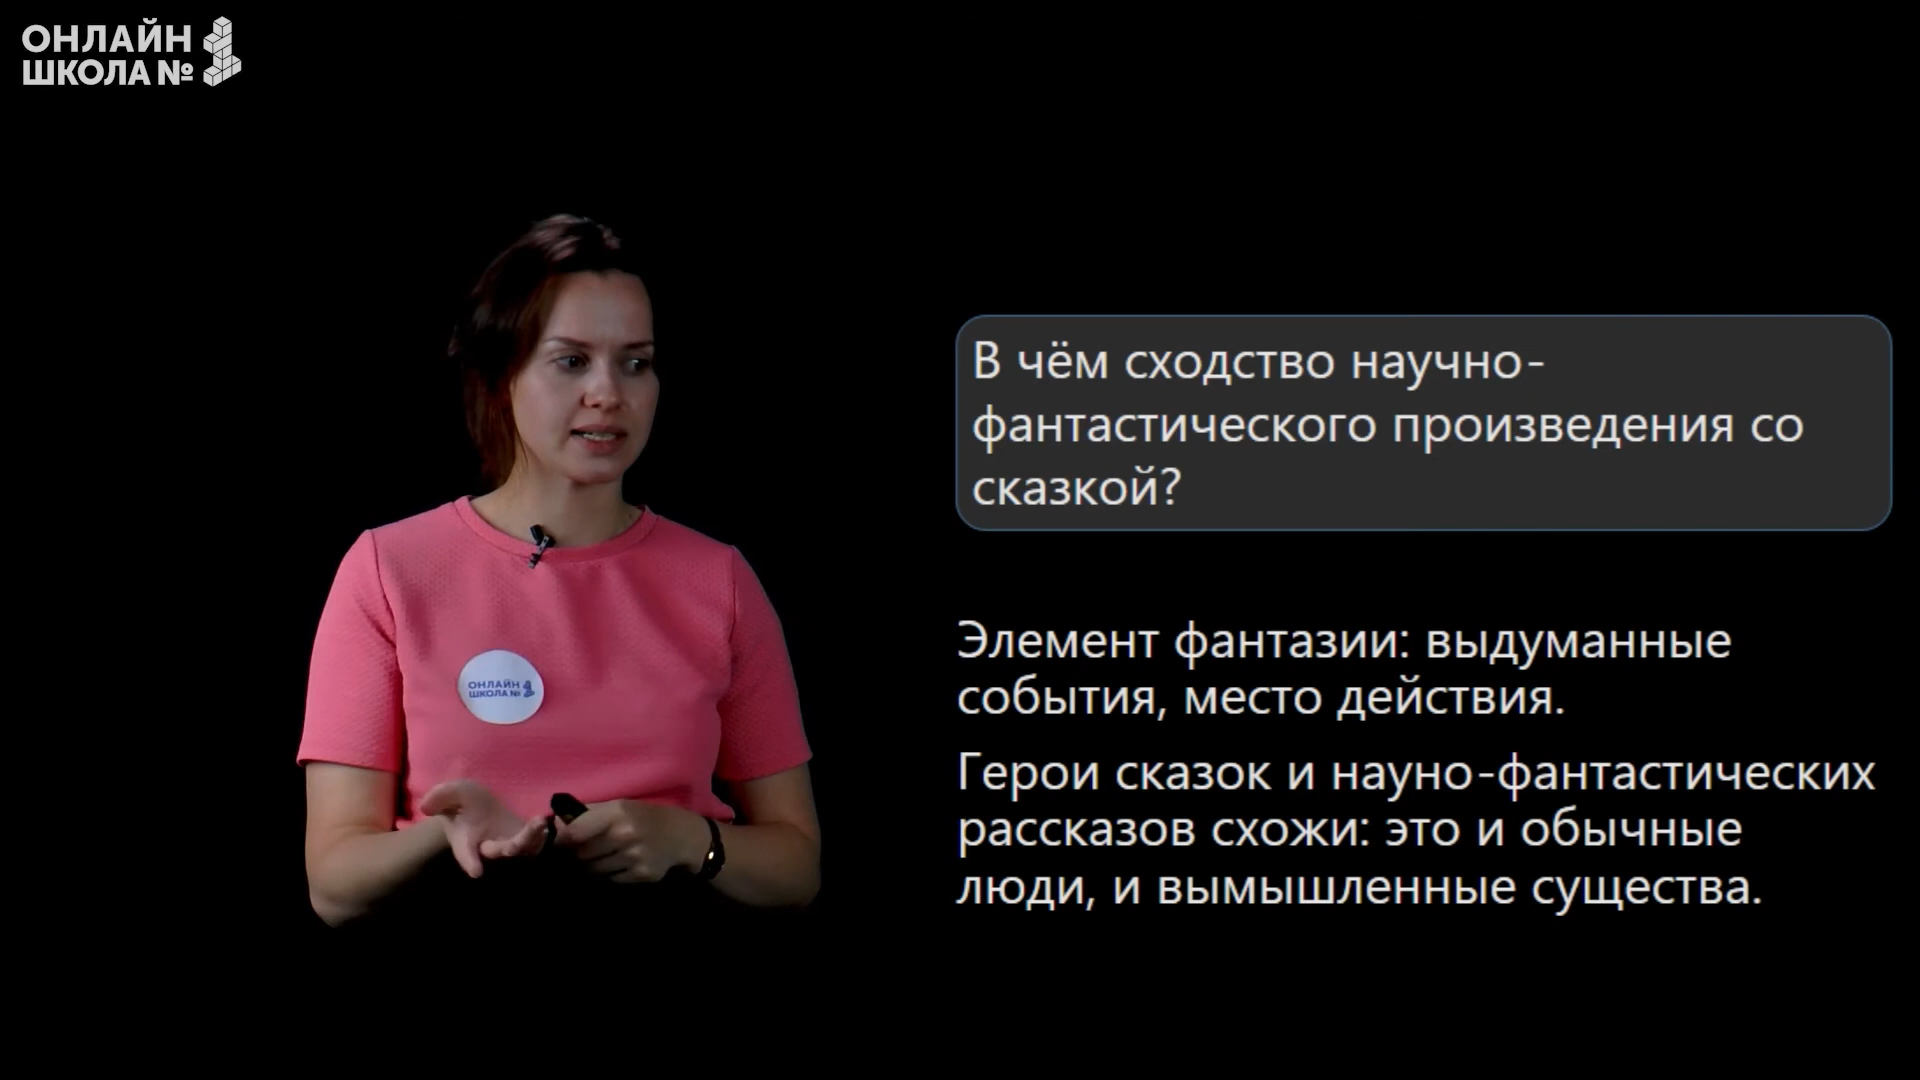 ОНЛАЙН
ШКОЛА №
В чём сходство научно-
фантастического произведения со
сказкой?
Элемент фантазии: выдуманные
события, место действия.
Герои сказок и науно-фантастических
рассказов схожи: это и обычные
люди, и вымышленные существа.
ОНЛАЙН
ШКОЛА №